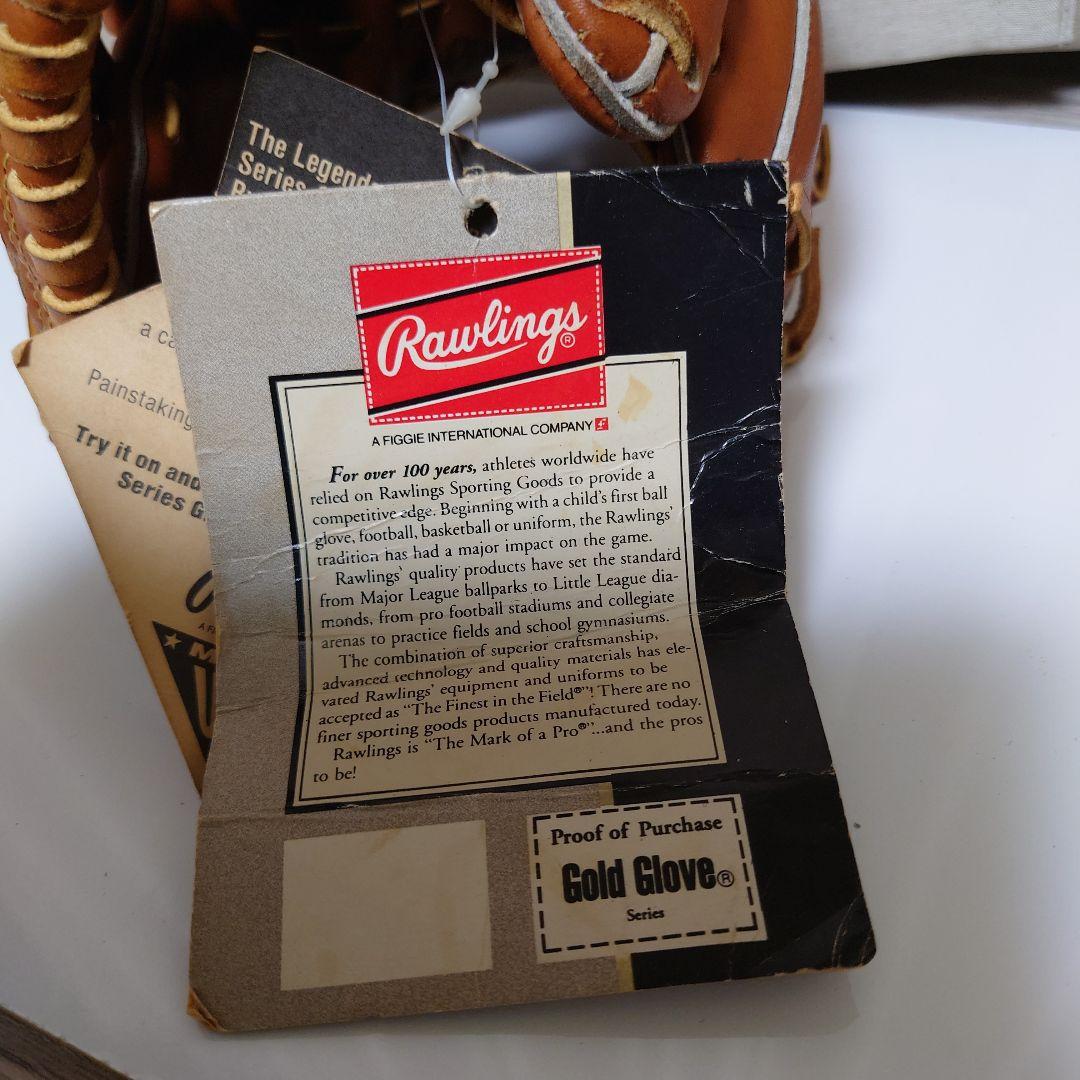 The Legend
Series
Rawlings®
A FIGGIE INTERNATIONAL COMPANY
For over 100 years, athletes worldwide have
relied on Rawlings Sporting Goods to provide a
competitive edge. Beginning with a child's first ball
glove, football, basketball or uniform, the Rawlings'
tradition has had a major impact on the game.
Rawlings' quality products have set the standard
from Major League ballparks to Little League dia-
monds, from pro football stadiums and collegiate
arenas to practice fields and school gymnasiums.
The combination of superior craftsmanship,
advanced technology and quality materials has ele-
vated Rawlings' equipment and uniforms to be
accepted as "The Finest in the Field®"! There are no
finer sporting goods products manufactured today.
Rawlings is "The Mark of a Pro®"...and the pros
to be!
Proof of Purchase
Gold Glove®
Series
a ca
Painstaking
Try it on and
Series G